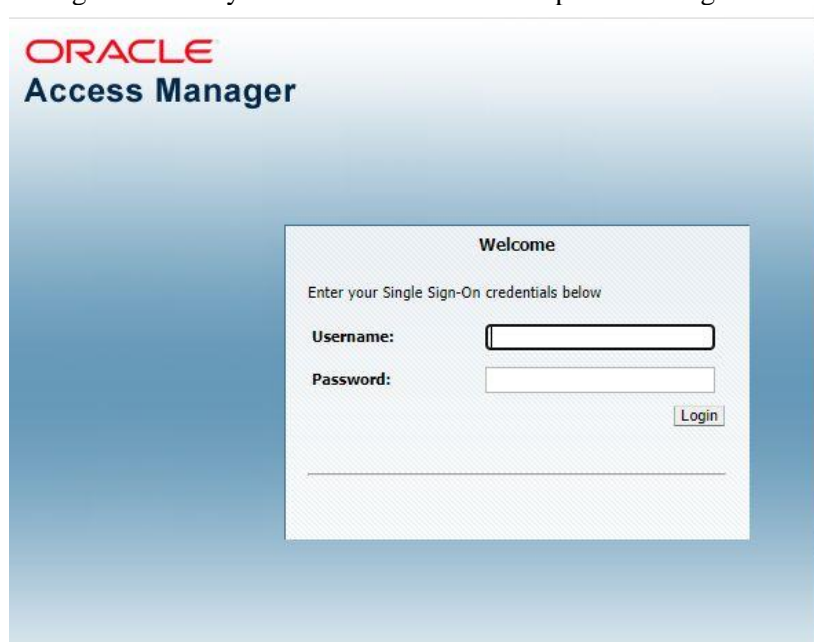 ORACLE
Access Manager
Welcome
Enter your Single Sign-On credentials below
Username:
Password:
Login